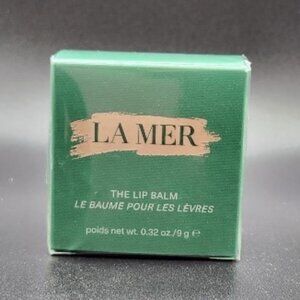 LA MER
THE LIP BALM
LE BAUME POUR LES LÈVRES
poids net wt. 0.32 oz./9 g ℮